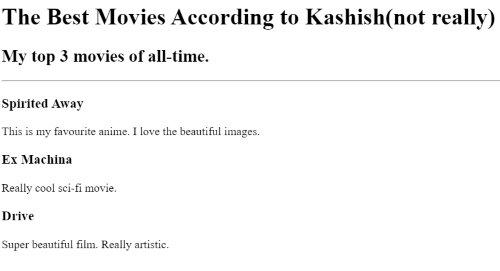 The Best Movies According to Kashish(not really)
My top 3 movies of all-time.
Spirited Away
This is my favourite anime. I love the beautiful images.
Ex Machina
Really cool sci-fi movie.
Drive
Super beautiful film. Really artistic.